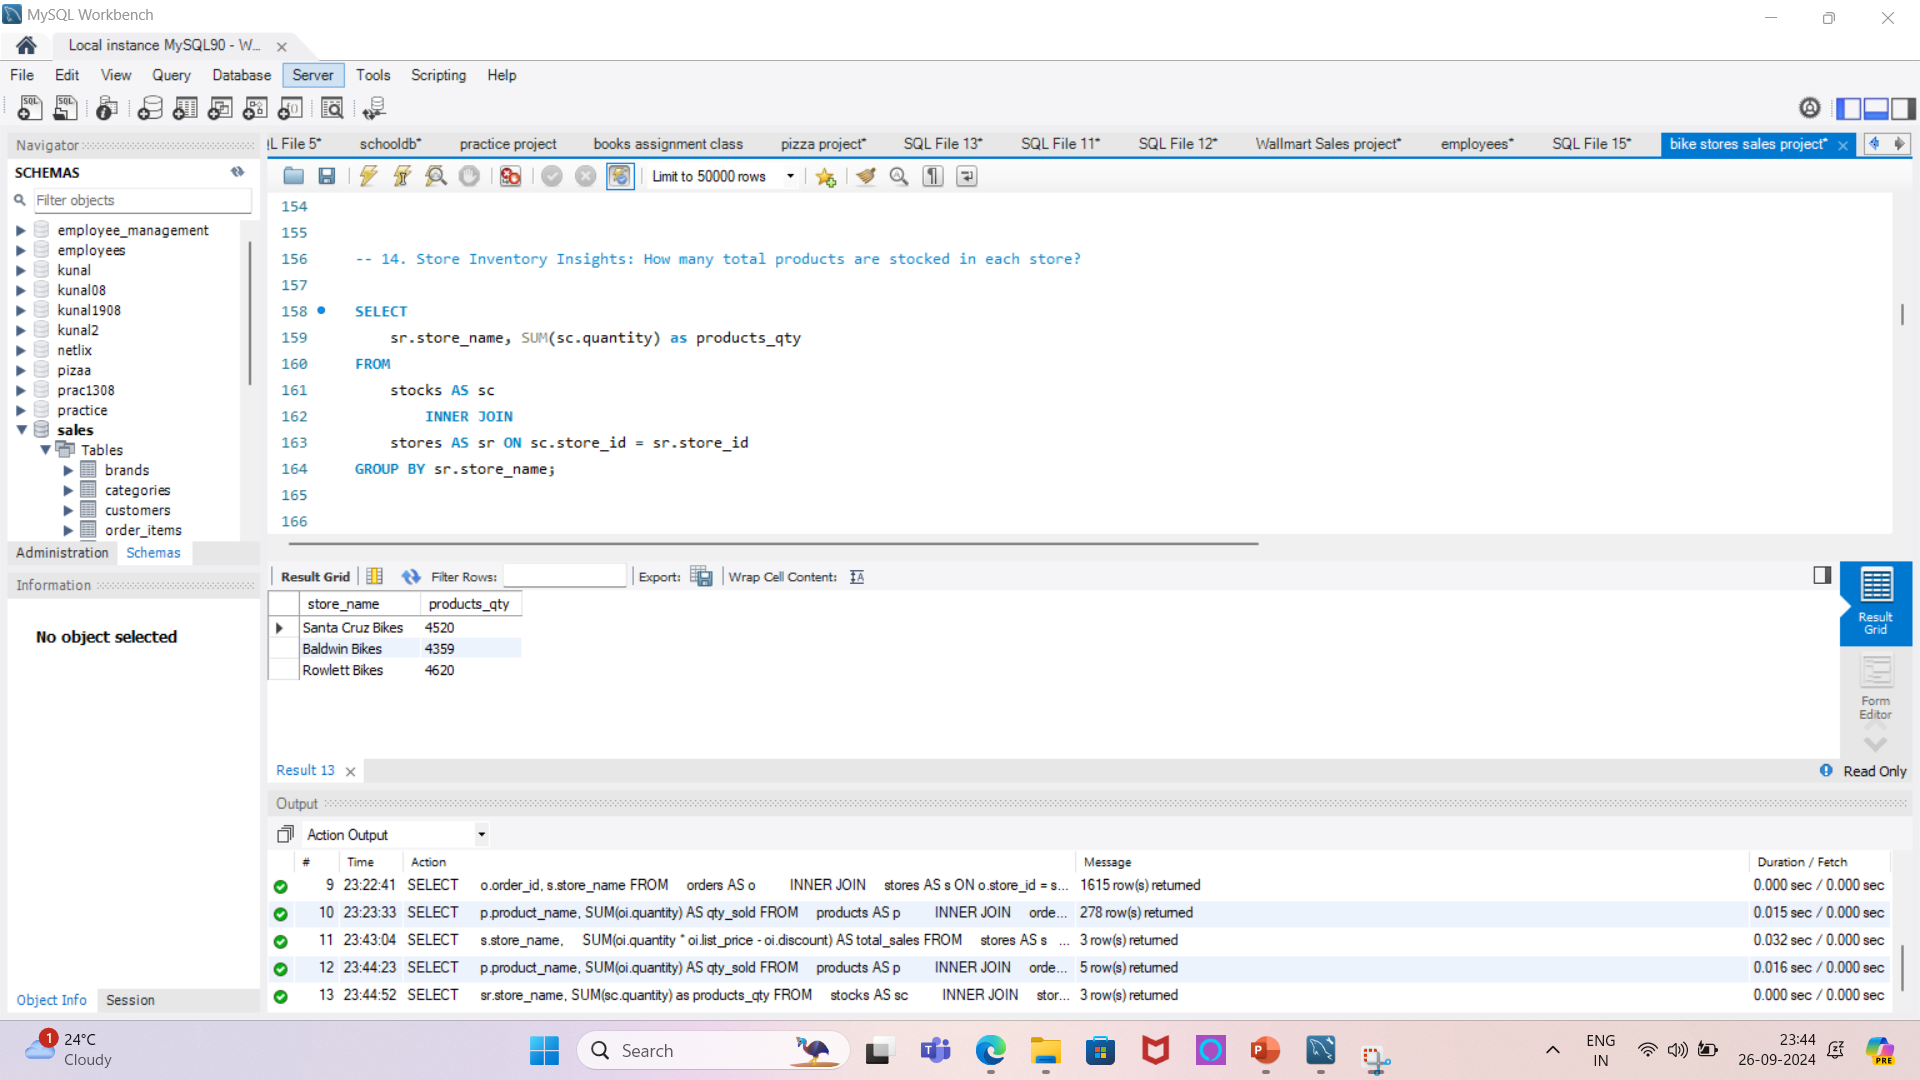 MySQL Workbench
Local instance MySQL90 - W...
File Edit View Query Database Server Tools Scripting Help
Navigator
L File 5* schooldb* practice project books assignment class pizza project* SQL File 13* SQL File 11* SQL File 12* Wallmart Sales project* employees* SQL File 15* bike stores sales project*
SCHEMAS
Filter objects
employee_management
employees
kunal
kunal08
kunal1908
kunal2
netlix
pizaa
prac1308
practice
sales
Tables
brands
categories
customers
order_items
Administration Schemas
Information
No object selected
Object Info Session
Limit to 50000 rows
154
155
156 -- 14. Store Inventory Insights: How many total products are stocked in each store?
157
158 SELECT
159 sr.store_name, SUM(sc.quantity) as products_qty
160 FROM
161 stocks AS sc
162 INNER JOIN
163 stores AS sr ON sc.store_id = sr.store_id
164 GROUP BY sr.store_name;
165
166
Result Grid Filter Rows: Export: Wrap Cell Content:
store_name products_qty
Santa Cruz Bikes 4520
Baldwin Bikes 4359
Rowlett Bikes 4620
Result Grid
Form Editor
Result 13
Read Only
Output
Action Output
# Time Action Message Duration / Fetch
9 23:22:41 SELECT o.order_id, s.store_name FROM orders AS o INNER JOIN stores AS s ON o.store_id = s... 1615 row(s) returned 0.000 sec / 0.000 sec
10 23:23:33 SELECT p.product_name, SUM(oi.quantity) AS qty_sold FROM products AS p INNER JOIN orde... 278 row(s) returned 0.015 sec / 0.000 sec
11 23:43:04 SELECT s.store_name, SUM(oi.quantity * oi.list_price - oi.discount) AS total_sales FROM stores AS s ... 3 row(s) returned 0.032 sec / 0.000 sec
12 23:44:23 SELECT p.product_name, SUM(oi.quantity) AS qty_sold FROM products AS p INNER JOIN orde... 5 row(s) returned 0.016 sec / 0.000 sec
13 23:44:52 SELECT sr.store_name, SUM(sc.quantity) as products_qty FROM stocks AS sc INNER JOIN stor... 3 row(s) returned 0.000 sec / 0.000 sec
1
24°C
Cloudy
Search
ENG
IN
23:44
26-09-2024
PRE